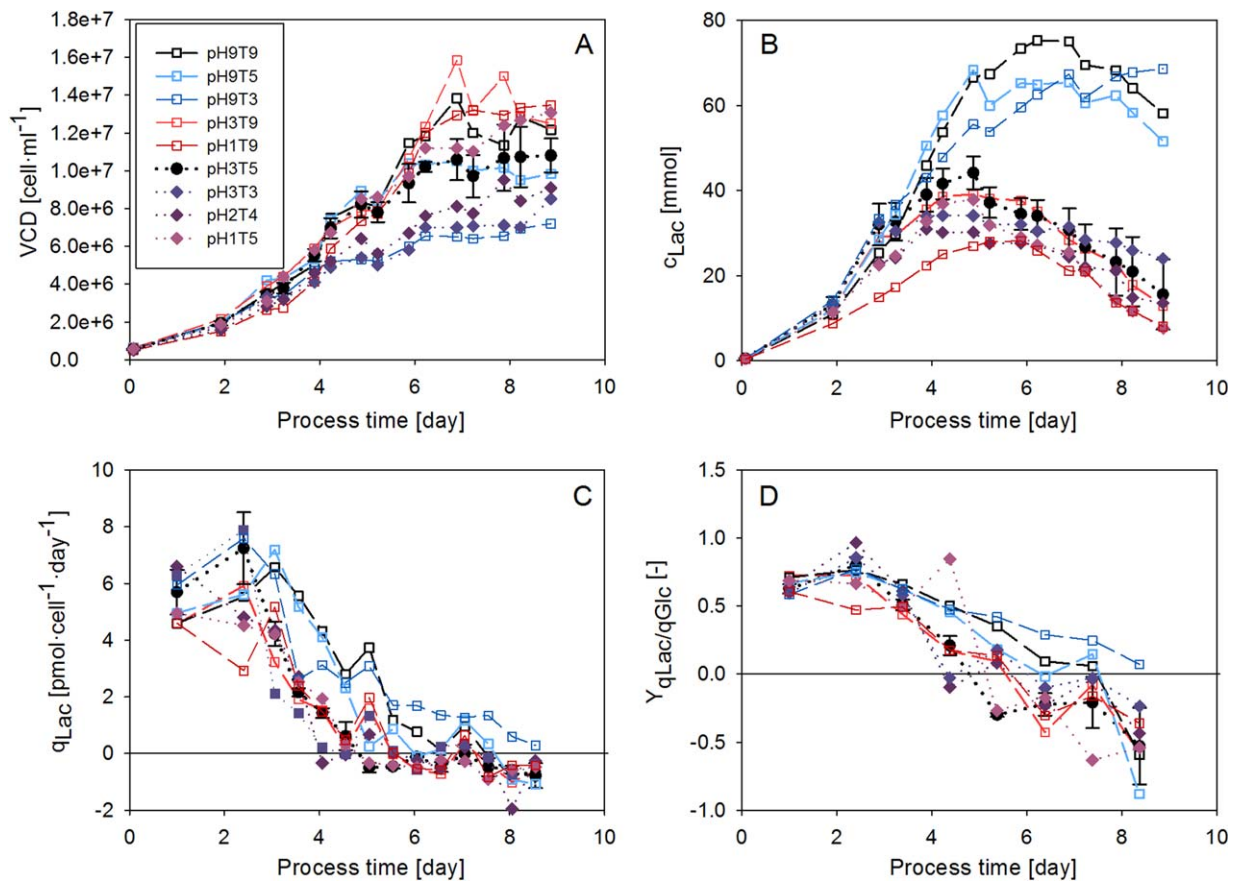 1.8e+7
1.6e+7
1.4e+7
1.2e+7
1.0e+7
8.0e+6
6.0e+6
4.0e+6
2.0e+6
0.0
VCD [cell·ml⁻¹]
A
pH9T9
pH9T5
pH9T3
pH3T9
pH1T9
pH3T5
pH3T3
pH2T4
pH1T5
0 2 4 6 8 10
Process time [day]
80
60
40
20
0
cLac [mmol]
B
0 2 4 6 8 10
Process time [day]
10
8
6
4
2
0
-2
qLac [pmol·cell⁻¹·day⁻¹]
C
0 2 4 6 8 10
Process time [day]
1.5
1.0
0.5
0.0
-0.5
-1.0
Y qLac/qGlc [-]
D
0 2 4 6 8 10
Process time [day]